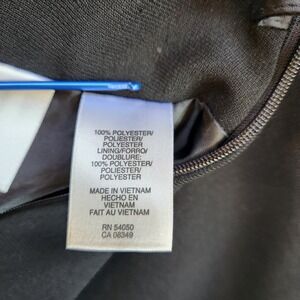 100% POLYESTER/
POLIESTER/
POLYESTER
LINING/FORRO/
DOUBLURE:
100% POLYESTER/
POLIESTER/
POLYESTER
MADE IN VIETNAM
HECHO EN
VIETNAM
FAIT AU VIETNAM
RN 54050
CA 08349